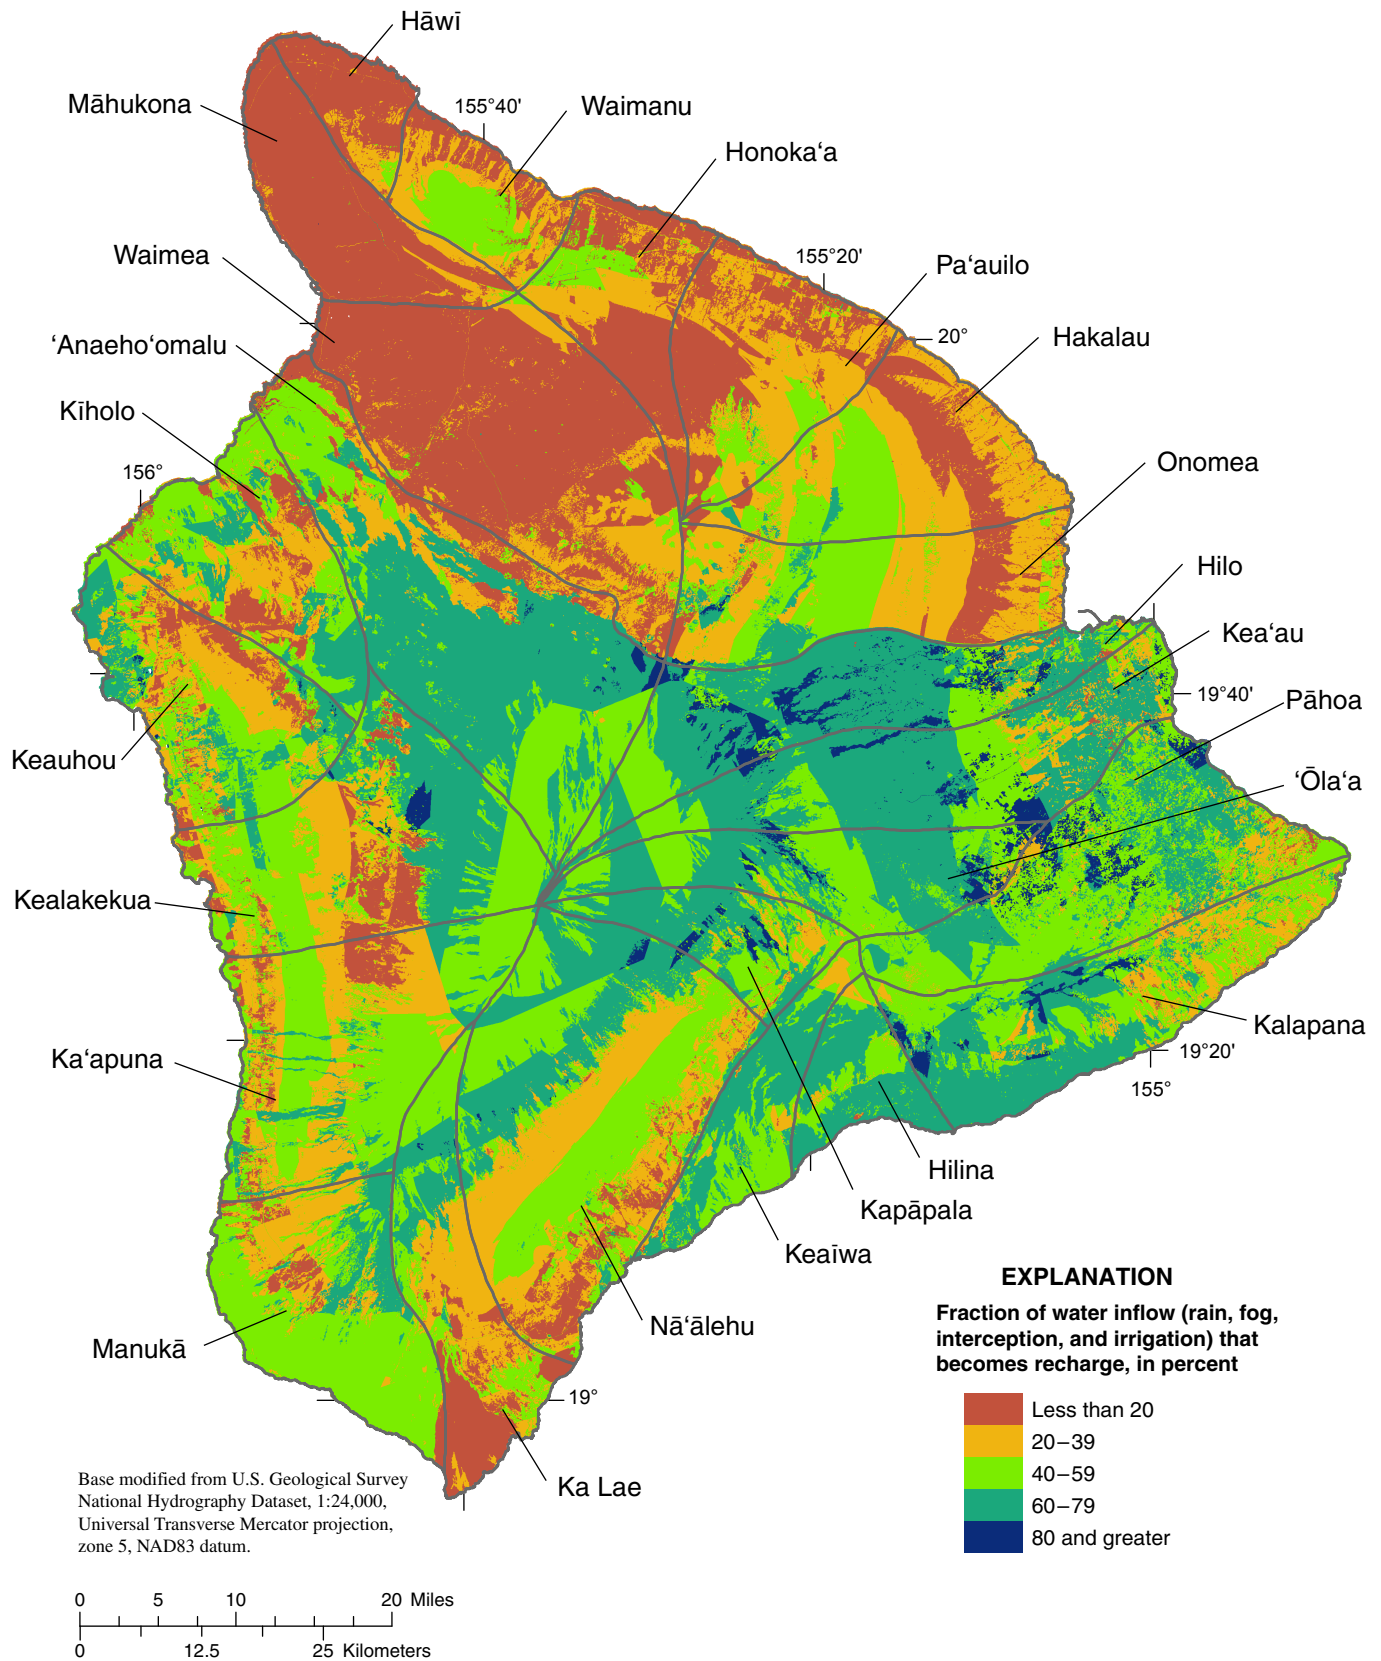 Hāwī
Māhukona
155°40'
Waimanu
Honokaʻa
Waimea
155°20'
Paʻauilo
ʻAnaehoʻomalu
20°
Hakalau
Kīholo
156°
Onomea
Hilo
Keaʻau
19°40'
Pāhoa
Keauhou
ʻŌlaʻa
Kealakekua
Kalapana
Kaʻapuna
19°20'
155°
Hilina
Kapāpala
Keaīwa
Nāʻālehu
Manukā
19°
Ka Lae
EXPLANATION
Fraction of water inflow (rain, fog,
interception, and irrigation) that
becomes recharge, in percent
Less than 20
20–39
40–59
60–79
80 and greater
Base modified from U.S. Geological Survey
National Hydrography Dataset, 1:24,000,
Universal Transverse Mercator projection,
zone 5, NAD83 datum.
0 5 10 20 Miles
0 12.5 25 Kilometers